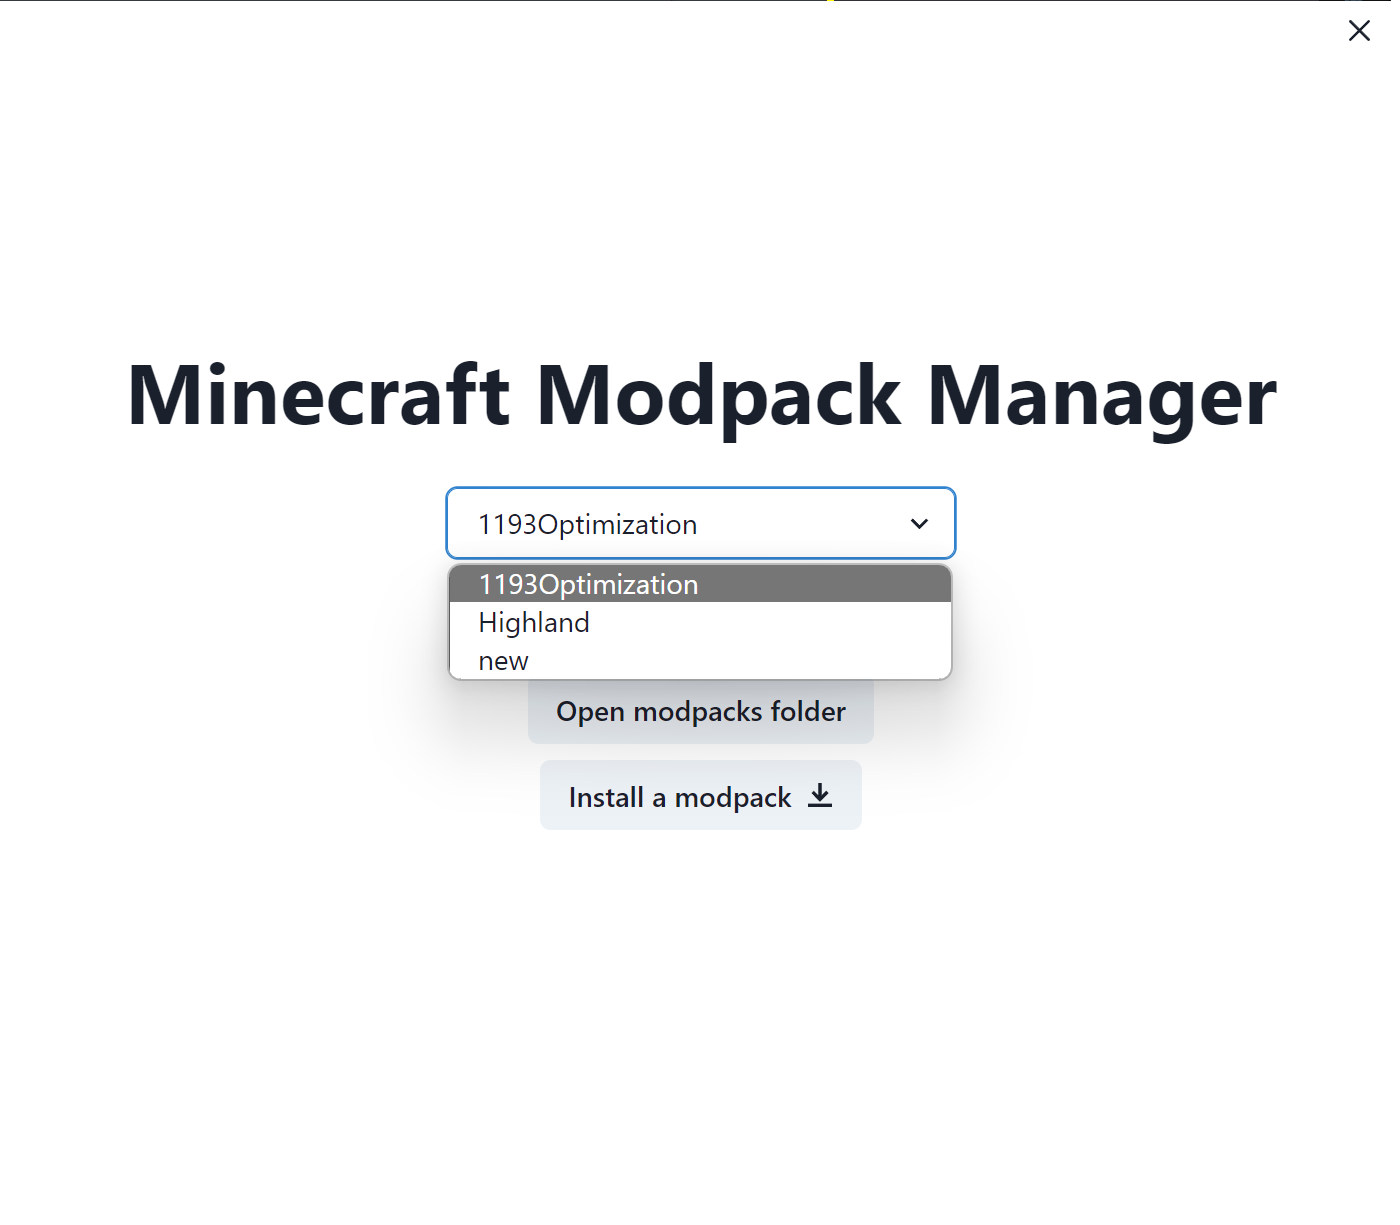 Minecraft Modpack Manager
1193Optimization
1193Optimization
Highland
new
Open modpacks folder
Install a modpack